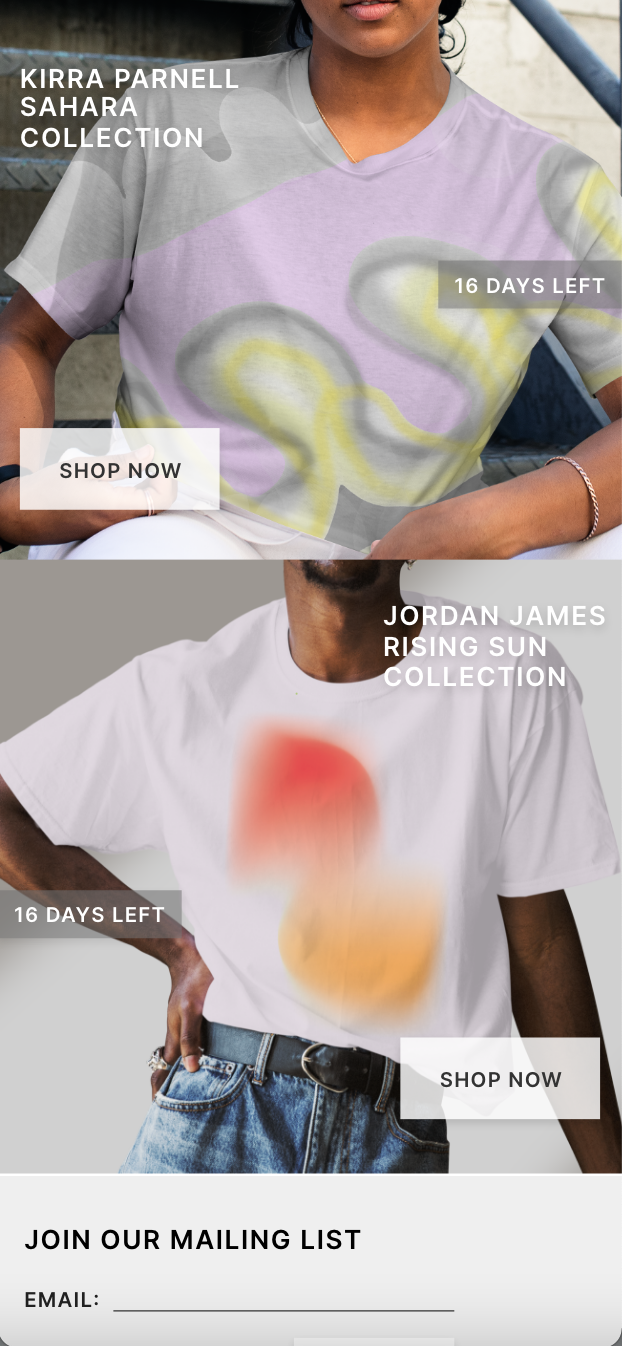 KIRRA PARNELL
SAHARA
COLLECTION
16 DAYS LEFT
SHOP NOW
JORDAN JAMES
RISING SUN
COLLECTION
16 DAYS LEFT
SHOP NOW
JOIN OUR MAILING LIST
EMAIL: